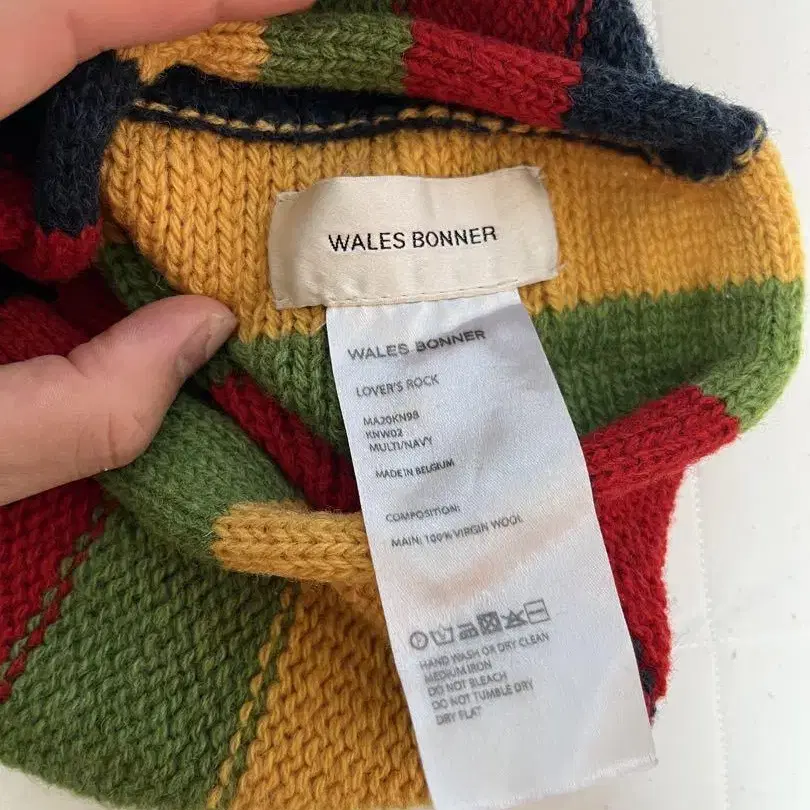 WALES BONNER
WALES BONNER
LOVER'S ROCK
MA20KN98
KNW02
MULTI/NAVY
MADE IN BELGIUM
COMPOSITION:
MAIN: 100% VIRGIN WOOL
HAND WASH OR DRY CLEAN
MEDIUM IRON
DO NOT BLEACH
DO NOT TUMBLE DRY
DRY FLAT